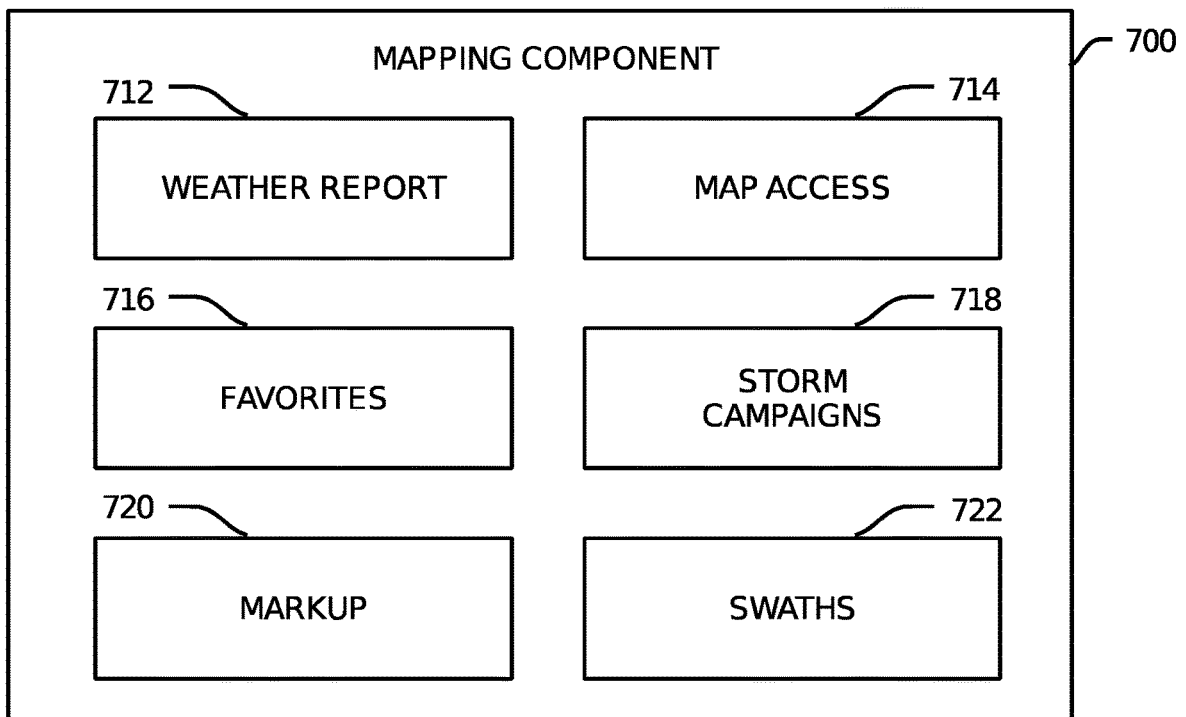 MAPPING COMPONENT
700
712
714
WEATHER REPORT
MAP ACCESS
716
718
FAVORITES
STORM
CAMPAIGNS
720
722
MARKUP
SWATHS